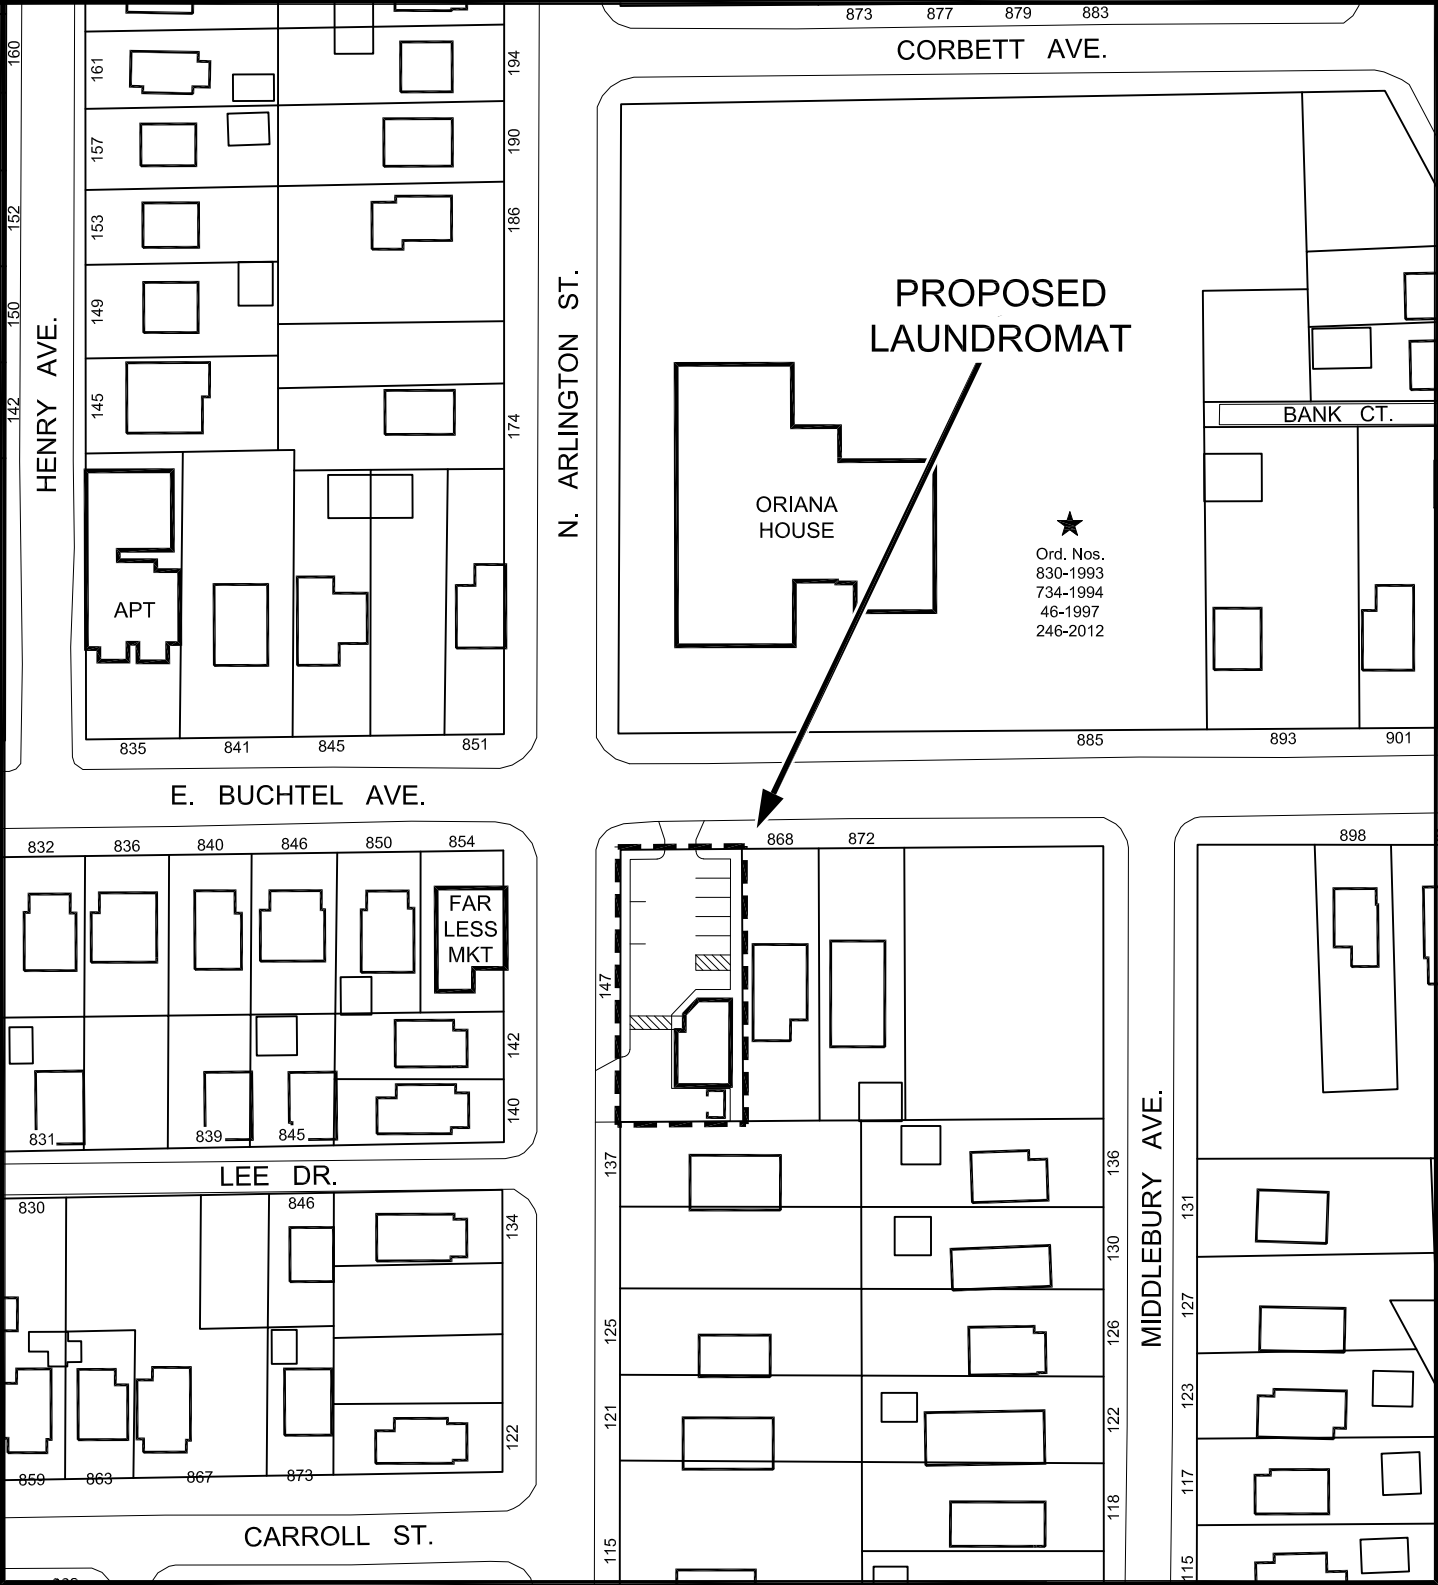 873 877 879 883
CORBETT AVE.
160
161
194
157
190
152
153
186
150
149
142
145
174
HENRY AVE.
N. ARLINGTON ST.
PROPOSED
LAUNDROMAT
BANK CT.
ORIANA
HOUSE
Ord. Nos.
830-1993
734-1994
46-1997
246-2012
APT
835 841 845 851
885 893 901
E. BUCHTEL AVE.
832 836 840 846 850 854
868 872
898
FAR
LESS
MKT
147
142
140
831 839 845
LEE DR.
137
136
131
830 846
134
130
127
MIDDLEBURY AVE.
125
126
123
121
122
122
117
859 863 867 873
118
CARROLL ST.
115
115